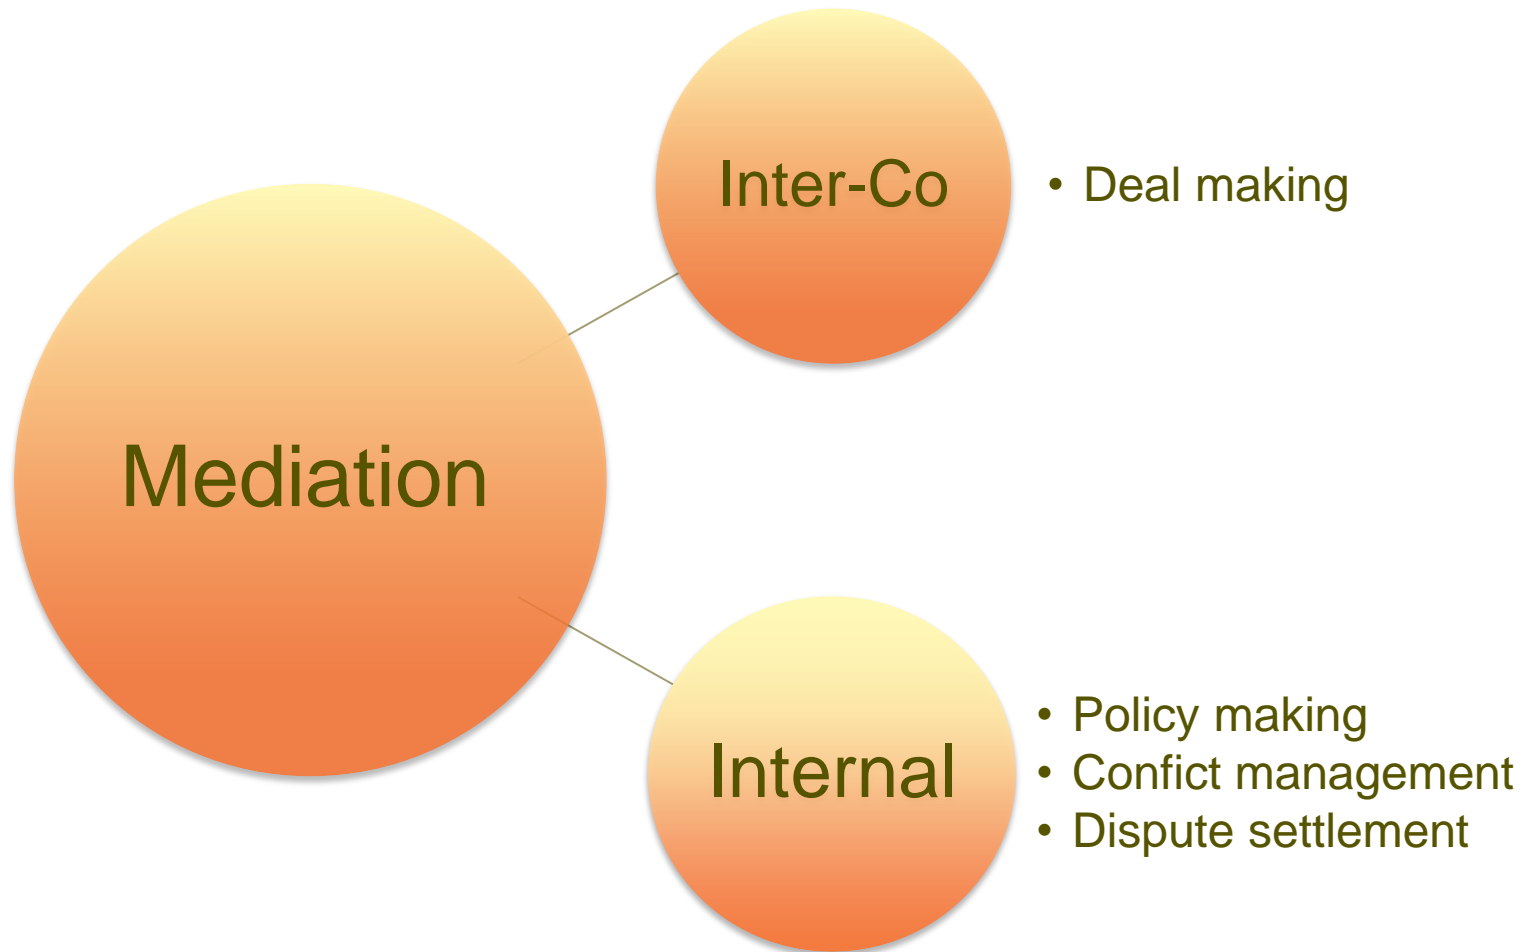 Mediation
Inter-Co
• Deal making
Internal
• Policy making
• Confict management
• Dispute settlement